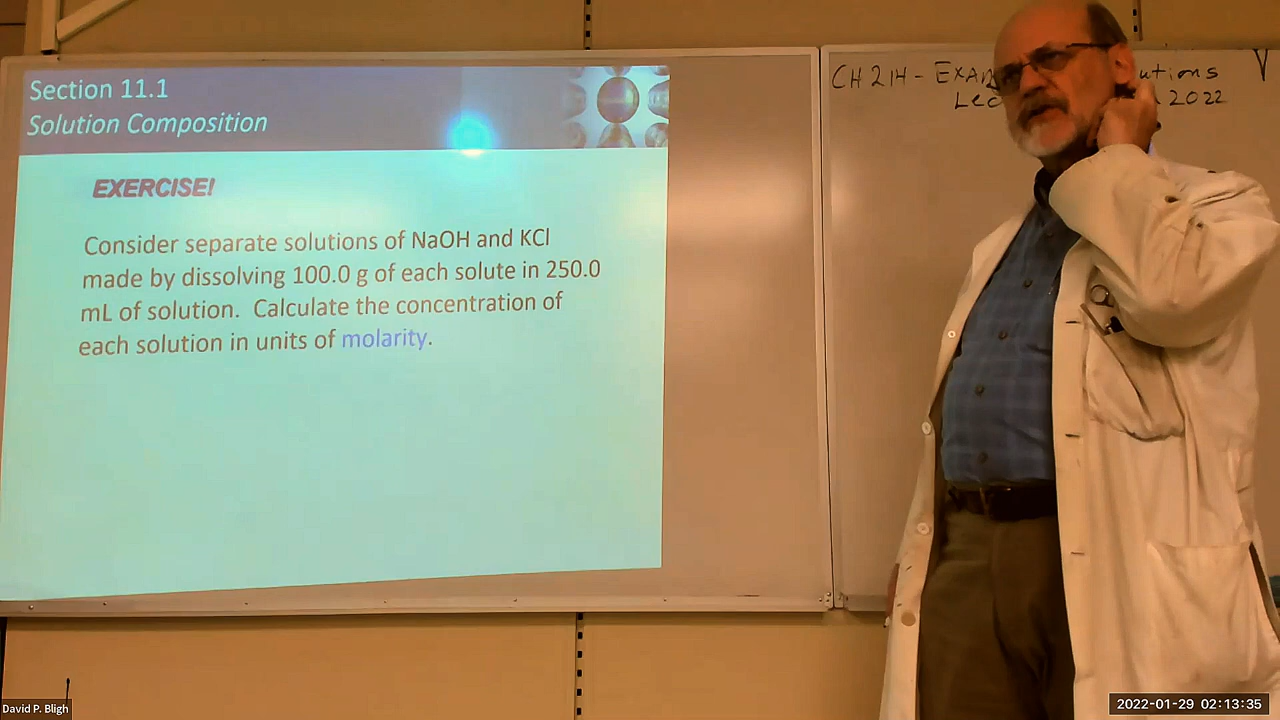 Section 11.1
Solution Composition
EXERCISE!
Consider separate solutions of NaOH and KCl
made by dissolving 100.0 g of each solute in 250.0
mL of solution. Calculate the concentration of
each solution in units of molarity.
CH 214 - EXAM
2022
David P. Bligh
2022-01-29 02:13:35